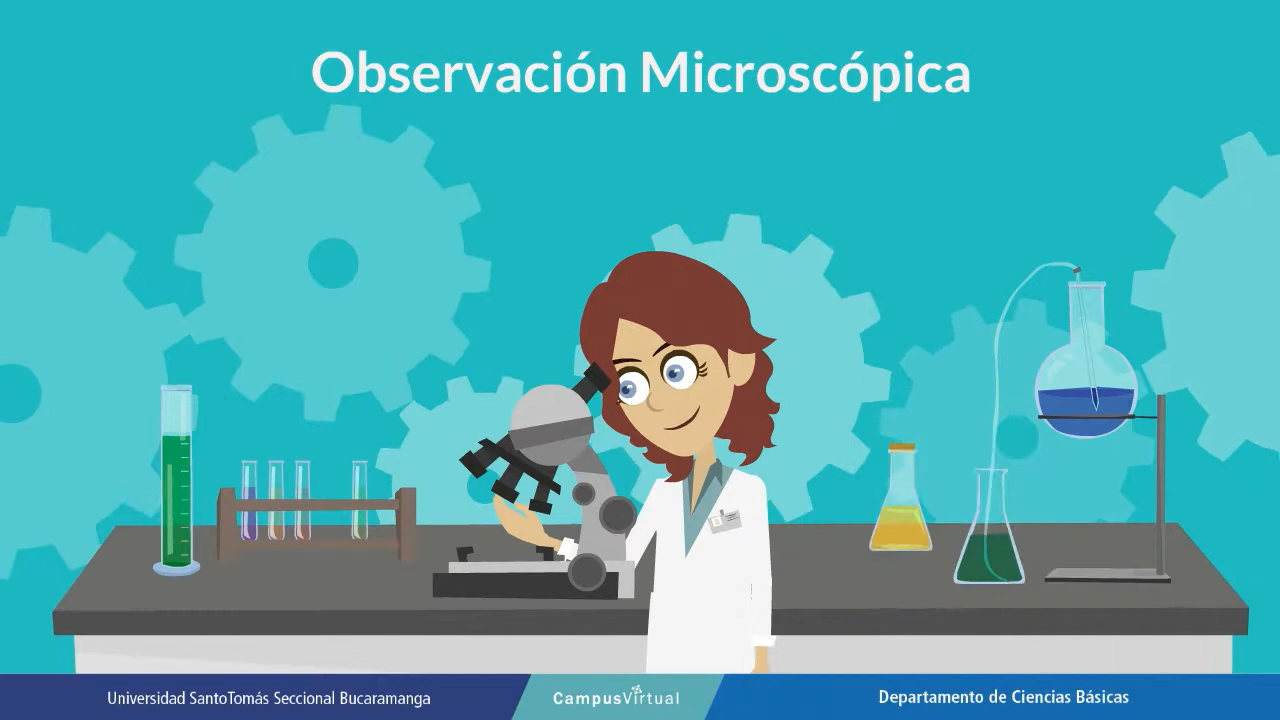 Observación Microscópica
Universidad SantoTomás Seccional Bucaramanga
CampusVirtual
Departamento de Ciencias Básicas